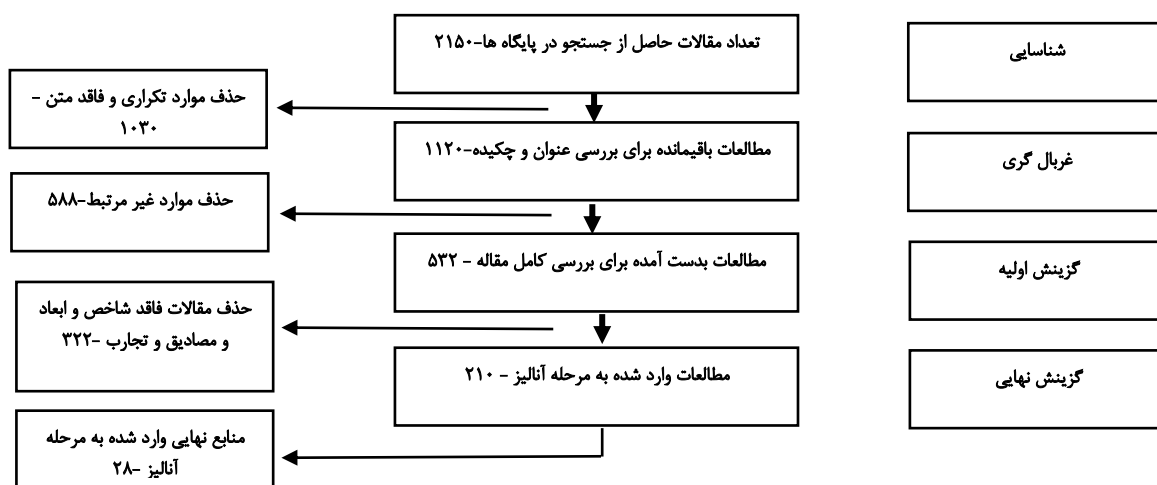 شناسایی
تعداد مقالات حاصل از جستجو در پایگاه ها-۲۱۵۰
حذف موارد تکراری و فاقد متن -
۱۰۳۰
غربال گری
مطالعات باقیمانده برای بررسی عنوان و چکیده-۱۱۲۰
حذف موارد غیر مرتبط-۵۸۸
گزینش اولیه
مطالعات بدست آمده برای بررسی کامل مقاله - ۵۳۲
حذف مقالات فاقد شاخص و ابعاد
و مصادیق و تجارب -۳۲۲
گزینش نهایی
مطالعات وارد شده به مرحله آنالیز - ۲۱۰
منابع نهایی وارد شده به مرحله
آنالیز -۲۸